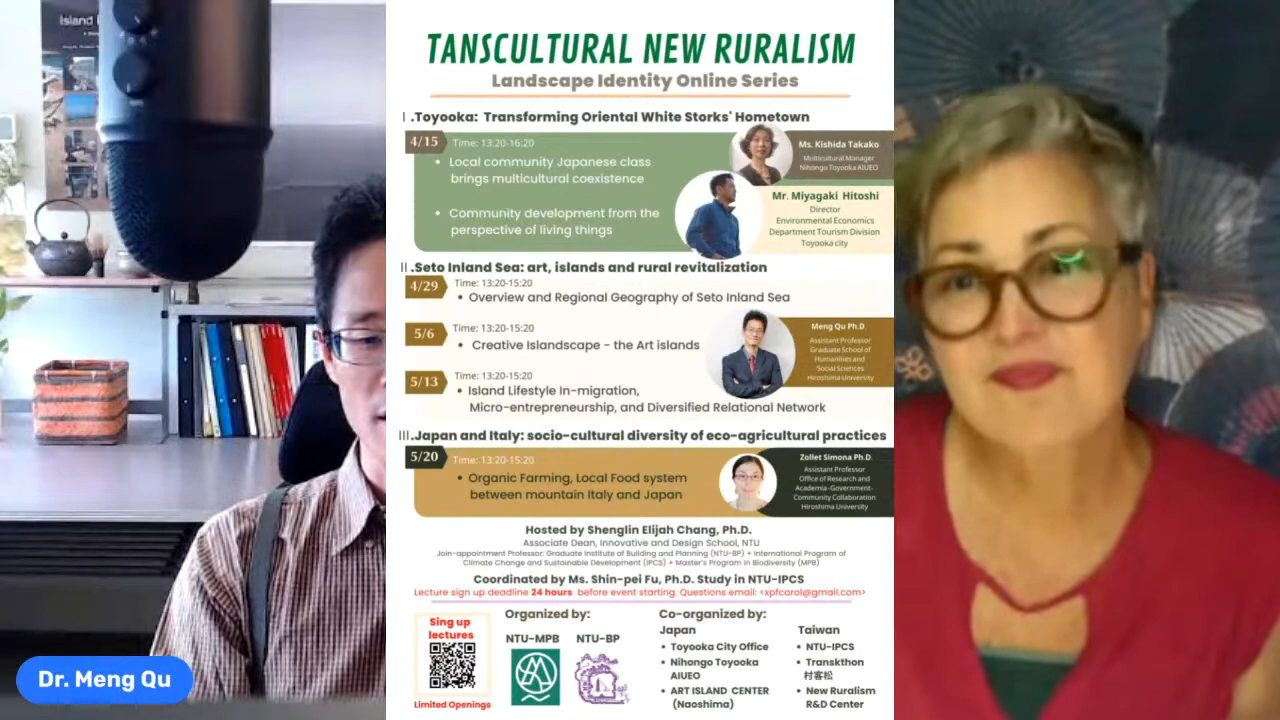 Island
Dr. Meng Qu
TANSCULTURAL NEW RURALISM
Landscape Identity Online Series
I .Toyooka: Transforming Oriental White Storks' Hometown
4/15 Time: 13:20-16:20
• Local community Japanese class
brings multicultural coexistence
• Community development from the
perspective of living things
Ms. Kishida Takako
Multicultural Manager
Nihongo Toyooka AIUEO
Mr. Miyagaki Hitoshi
Director
Environmental Economics
Department Tourism Division
Toyooka city
II .Seto Inland Sea: art, islands and rural revitalization
4/29 Time: 13:20-15:20
• Overview and Regional Geography of Seto Inland Sea
5/6 Time: 13:20-15:20
• Creative Islandscape - the Art islands
5/13 Time: 13:20-15:20
• Island Lifestyle In-migration,
Micro-entrepreneurship, and Diversified Relational Network
Meng Qu Ph.D.
Assistant Professor
Graduate School of
Humanities and
Social Sciences
Hiroshima University
III.Japan and Italy: socio-cultural diversity of eco-agricultural practices
5/20 Time: 13:20-15:20
• Organic Farming, Local Food system
between mountain Italy and Japan
Zollet Simona Ph.D.
Assistant Professor
Office of Research and
Academia-Government-
Community Collaboration
Hiroshima University
Hosted by Shenglin Elijah Chang, Ph.D.
Associate Dean, Innovative and Design School, NTU
Join-appointment Professor: Graduate Institute of Building and Planning (NTU-BP) + International Program of
Climate Change and Sustainable Development (IPCS) + Master's Program in Biodiversity (MPB)
Coordinated by Ms. Shin-pei Fu, Ph.D. Study in NTU-IPCS
Lecture sign up deadline 24 hours before event starting. Questions email: <xpfcarol@gmail.com>
Sing up
lectures
Limited Openings
Organized by:
NTU-MPB NTU-BP
Co-organized by:
Japan
• Toyooka City Office
• Nihongo Toyooka
AIUEO
• ART ISLAND CENTER
(Naoshima)
Taiwan
• NTU-IPCS
• Transkthon
村客松
• New Ruralism
R&D Center